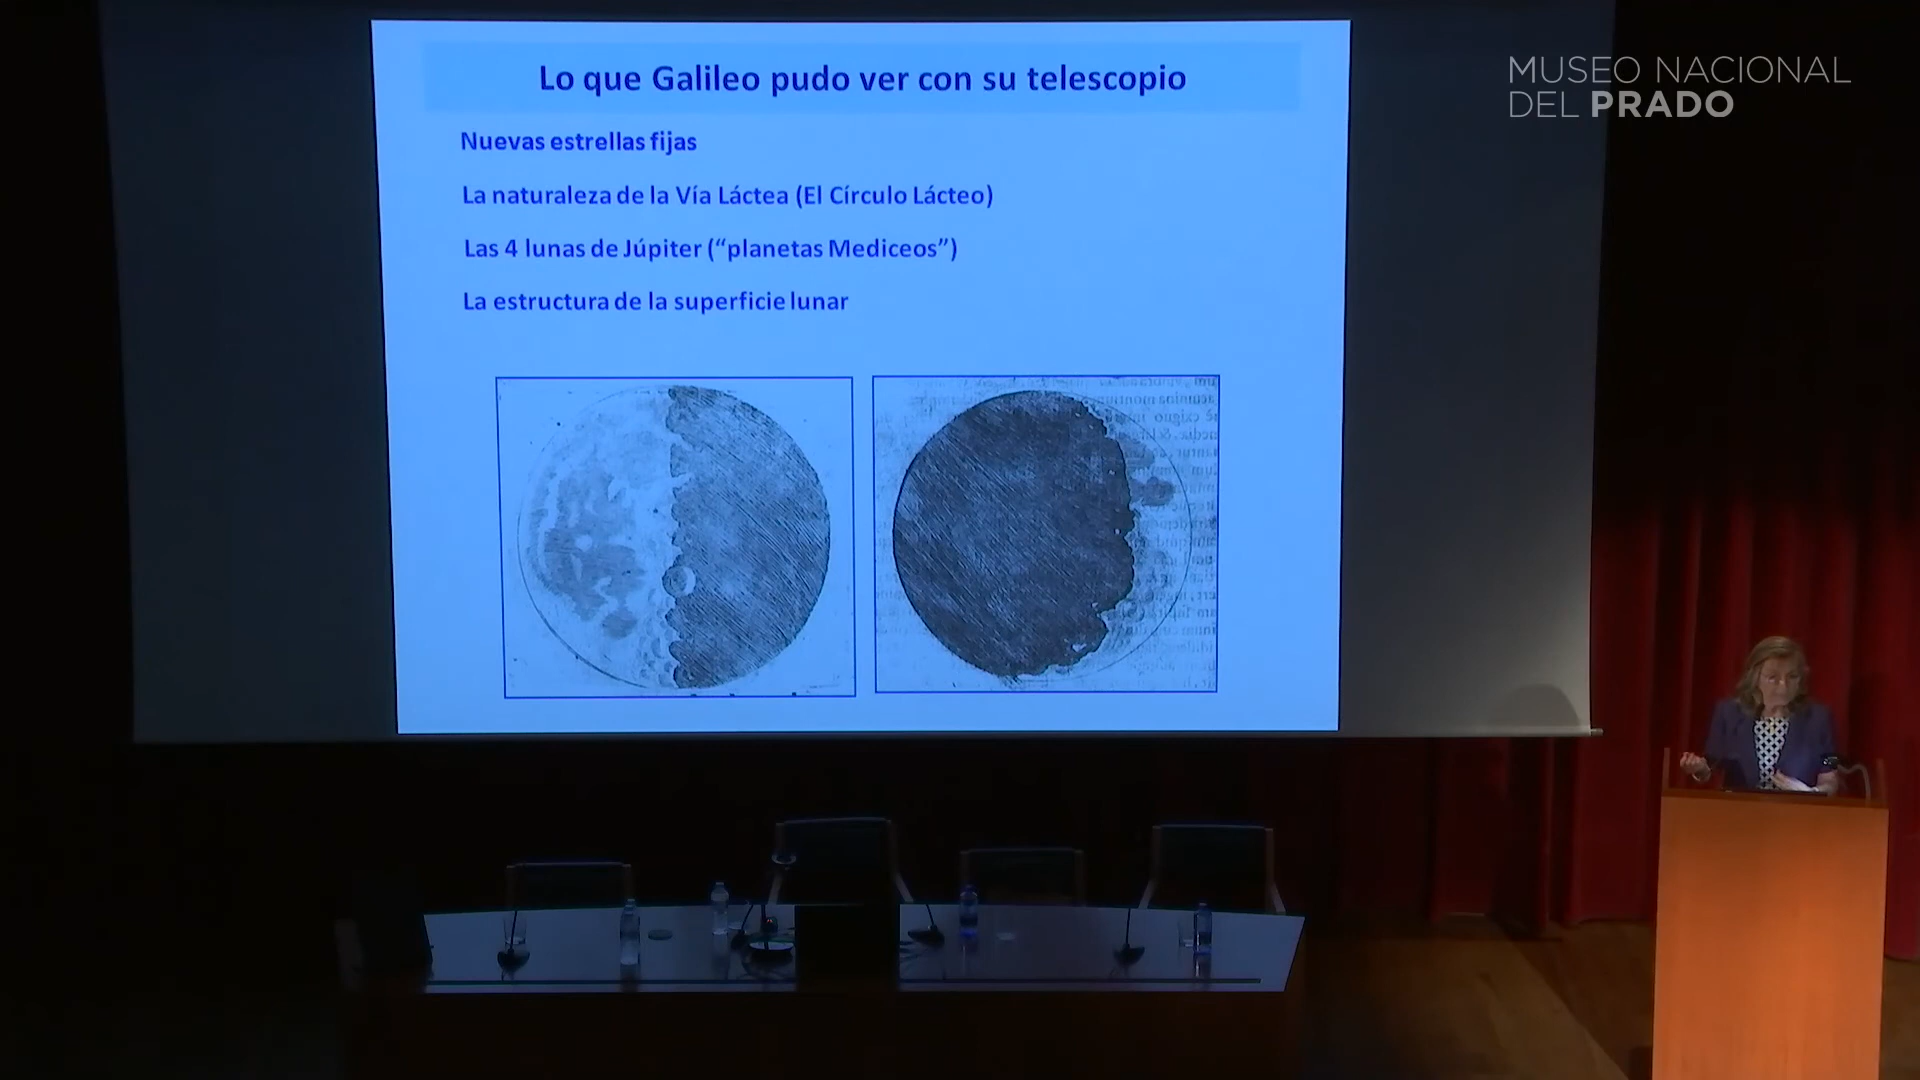 Lo que Galileo pudo ver con su telescopio
MUSEO NACIONAL
DEL PRADO
Nuevas estrellas fijas
La naturaleza de la Vía Láctea (El Círculo Lácteo)
Las 4 lunas de Júpiter (“planetas Mediceos”)
La estructura de la superficie lunar